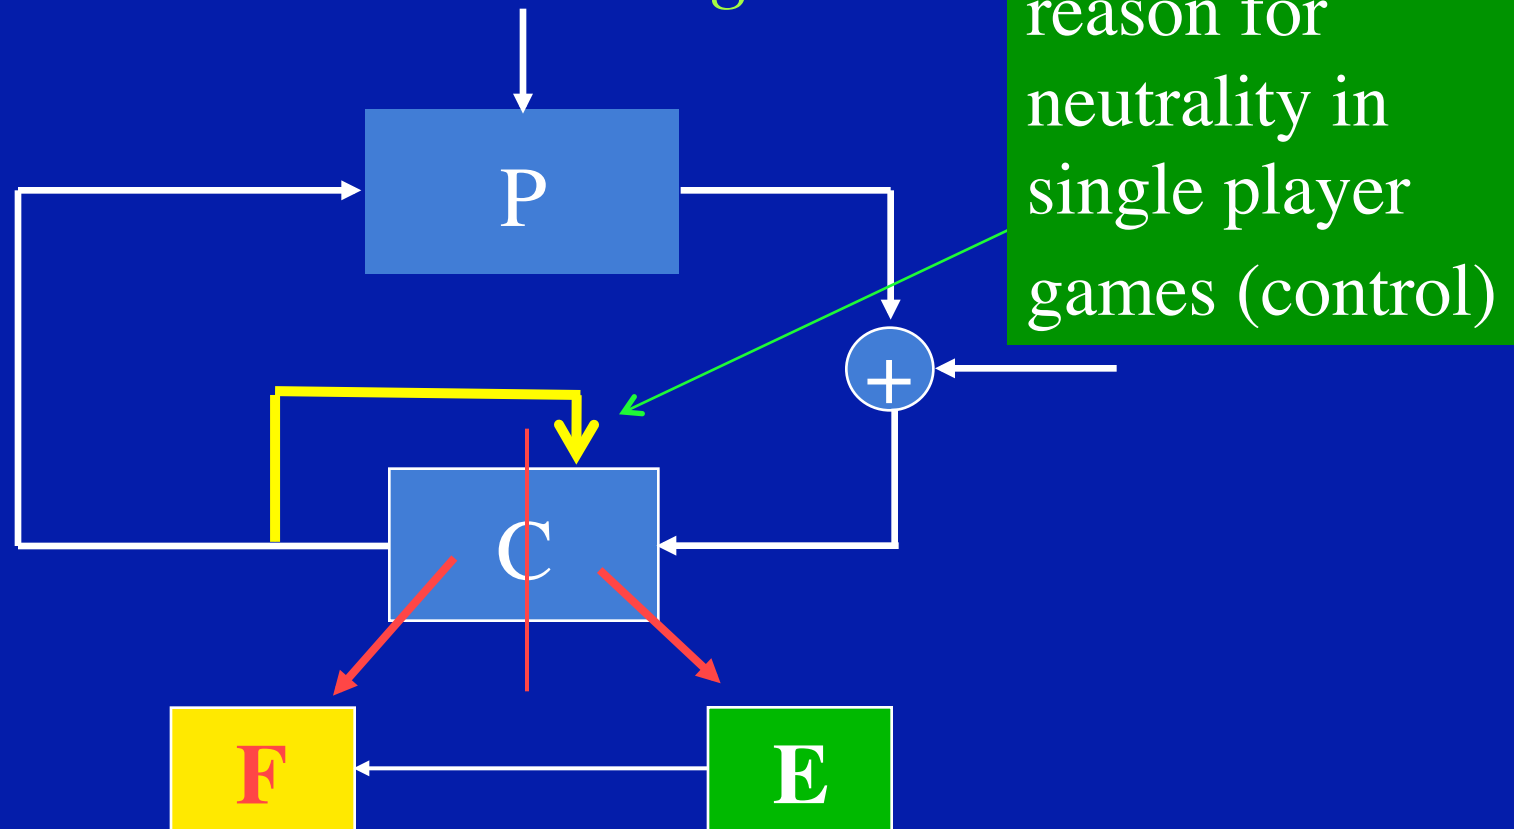 reason for
neutrality in
single player
games (control)
P
+
C
F
E